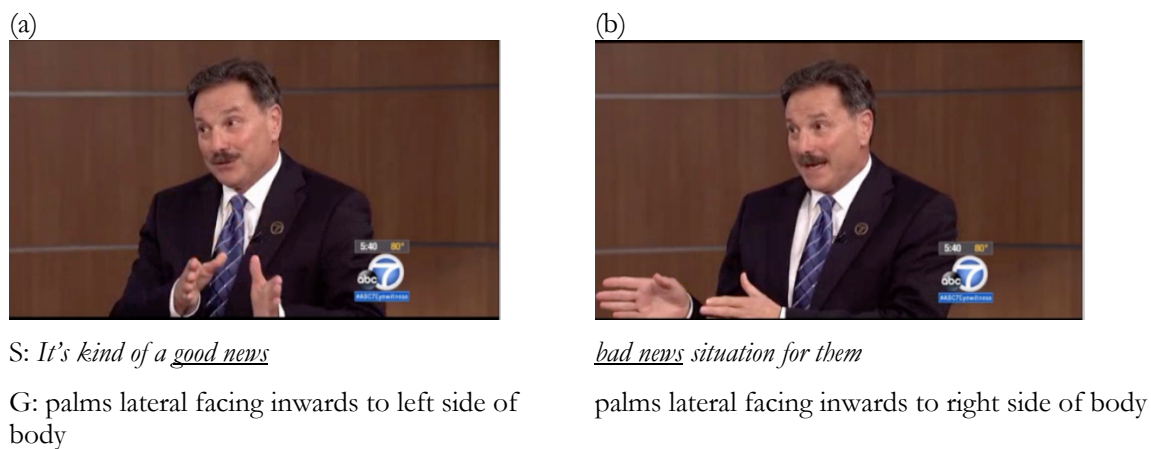 (a)
(b)
5:40 80°
abc 7
#ABC7Eyewitness
5:40 80°
abc 7
#ABC7Eyewitness
S: It’s kind of a good news
bad news situation for them
G: palms lateral facing inwards to left side of
body
palms lateral facing inwards to right side of body